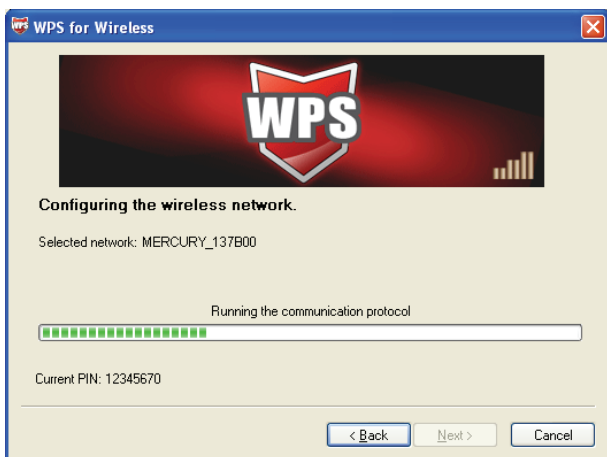 WPS WPS for Wireless
WPS
Configuring the wireless network.
Selected network: MERCURY_137B00
Running the communication protocol
Current PIN: 12345670
< Back Next > Cancel